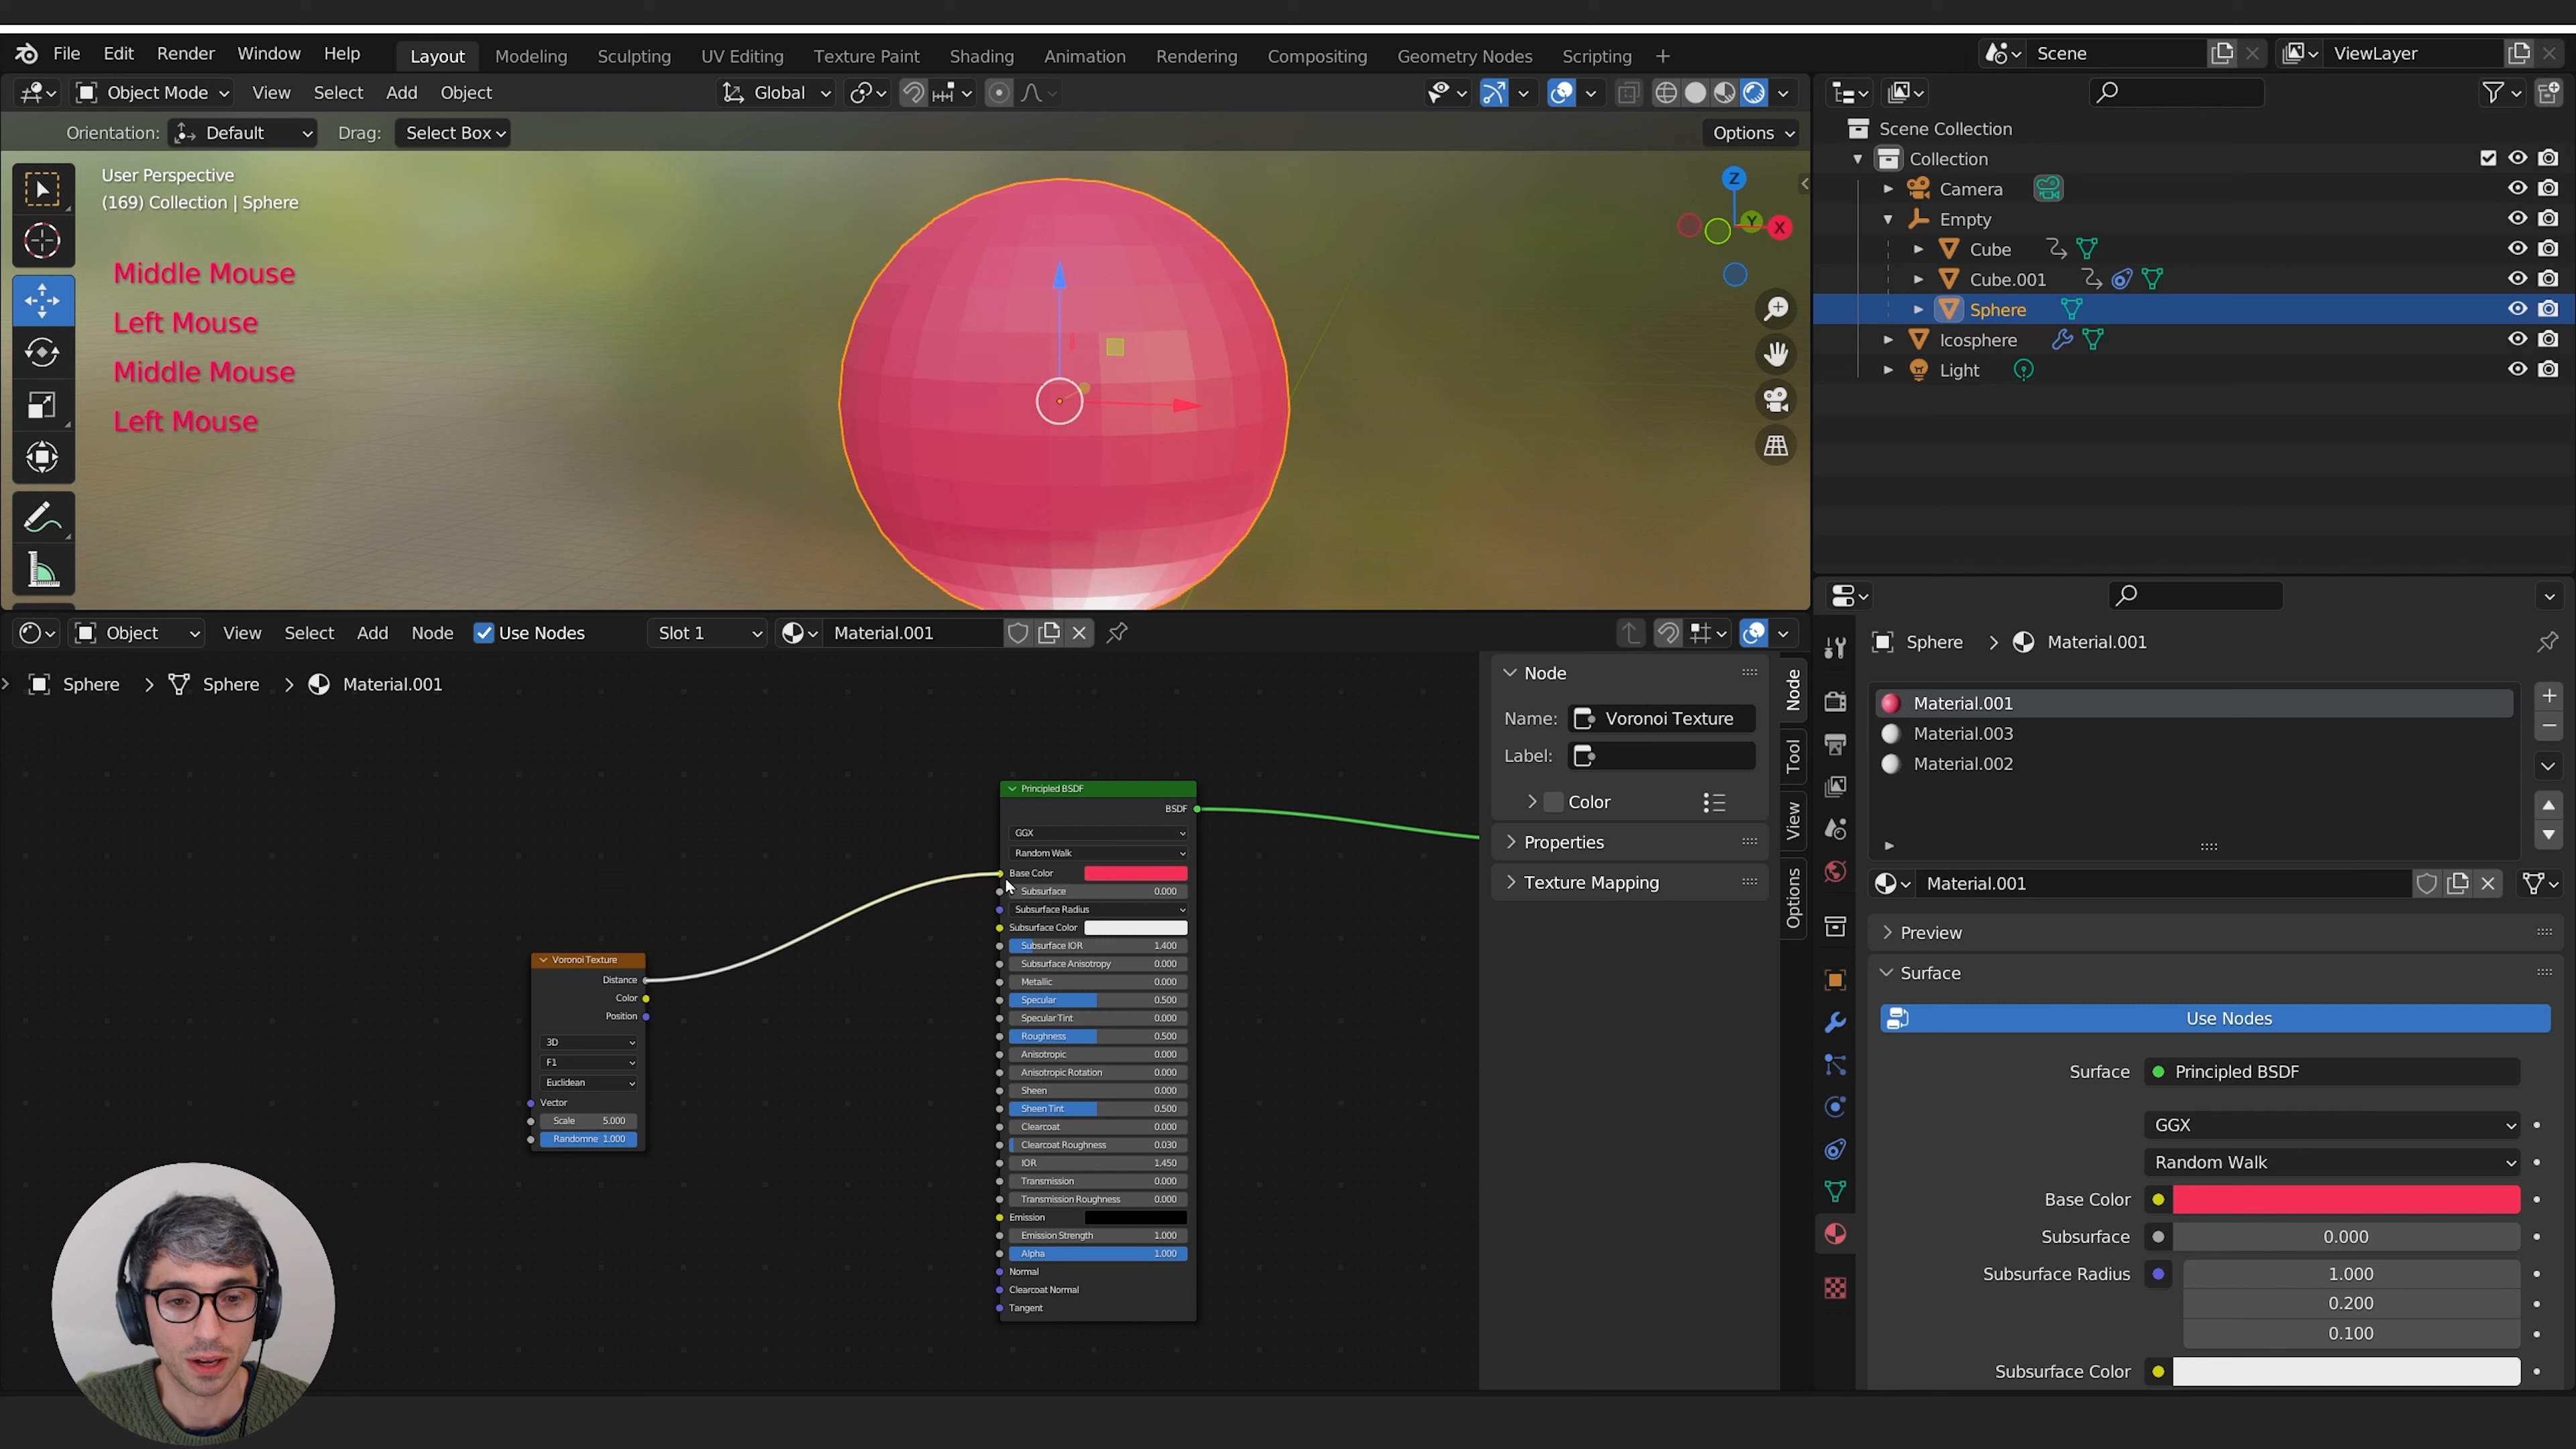 File Edit Render Window Help Layout Modeling Sculpting UV Editing Texture Paint Shading Animation Rendering Compositing Geometry Nodes Scripting + Scene ViewLayer
Object Mode View Select Add Object Global
Orientation: Default Drag: Select Box Options
User Perspective
(169) Collection | Sphere
Middle Mouse
Left Mouse
Middle Mouse
Left Mouse
Z
Y
X
Scene Collection
Collection
Camera
Empty
Cube
Cube.001
Sphere
Icosphere
Light
Object View Select Add Node Use Nodes Slot 1 Material.001
Sphere > Sphere > Material.001
Voronoi Texture
Distance
Color
Position
3D
F1
Euclidean
Vector
Scale 5.000
Randomne 1.000
Principled BSDF
BSDF
GGX
Random Walk
Base Color
Subsurface 0.000
Subsurface Radius
Subsurface Color
Subsurface IOR 1.400
Subsurface Anisotropy 0.000
Metallic 0.000
Specular 0.500
Specular Tint 0.000
Roughness 0.500
Anisotropic 0.000
Anisotropic Rotation 0.000
Sheen 0.000
Sheen Tint 0.500
Clearcoat 0.000
Clearcoat Roughness 0.030
IOR 1.450
Transmission 0.000
Transmission Roughness 0.000
Emission
Emission Strength 1.000
Alpha 1.000
Normal
Clearcoat Normal
Tangent
Node
Name: Voronoi Texture
Label:
Color
Properties
Texture Mapping
Node
Tool
View
Options
Sphere > Material.001
Material.001
Material.003
Material.002
Material.001
Preview
Surface
Use Nodes
Surface Principled BSDF
GGX
Random Walk
Base Color
Subsurface 0.000
Subsurface Radius 1.000
0.200
0.100
Subsurface Color